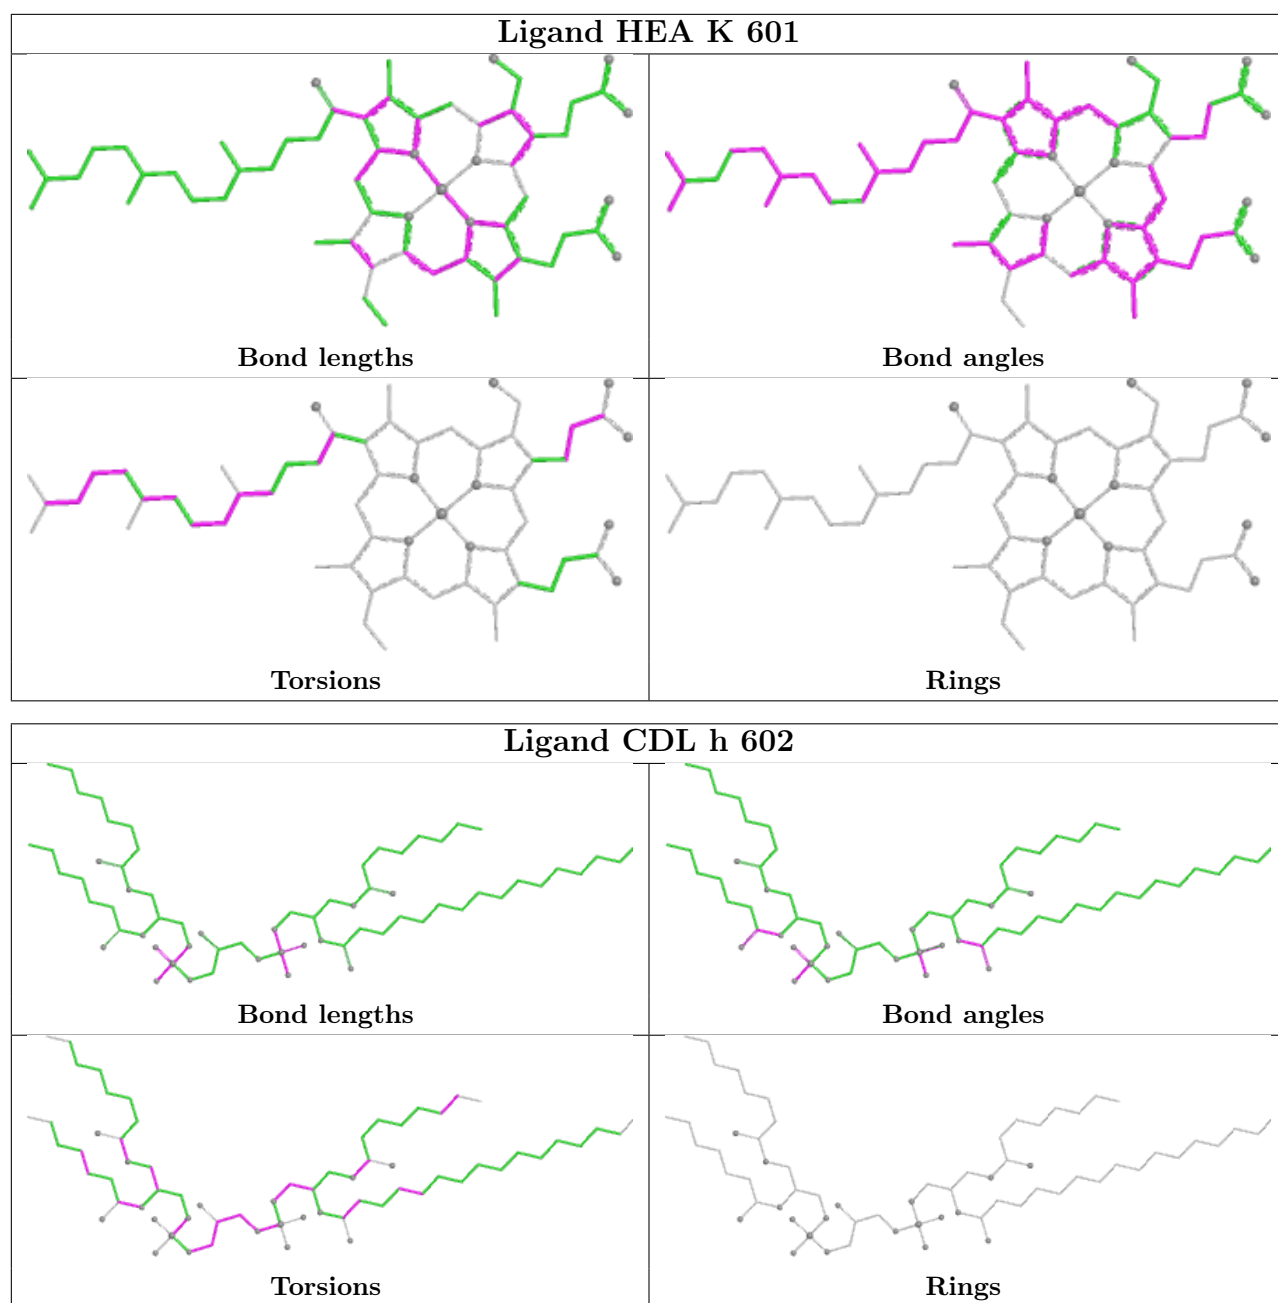 Ligand HEA K 601
Bond lengths
Bond angles
Torsions
Rings
Ligand CDL h 602
Bond lengths
Bond angles
Torsions
Rings